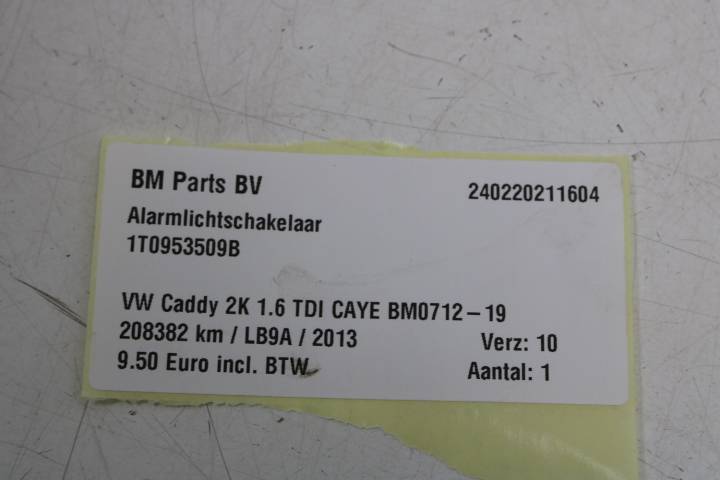 BM Parts BV 240220211604
Alarmlichtschakelaar
1T0953509B
VW Caddy 2K 1.6 TDI CAYE BM0712-19
208382 km / LB9A / 2013 Verz: 10
9.50 Euro incl. BTW Aantal: 1